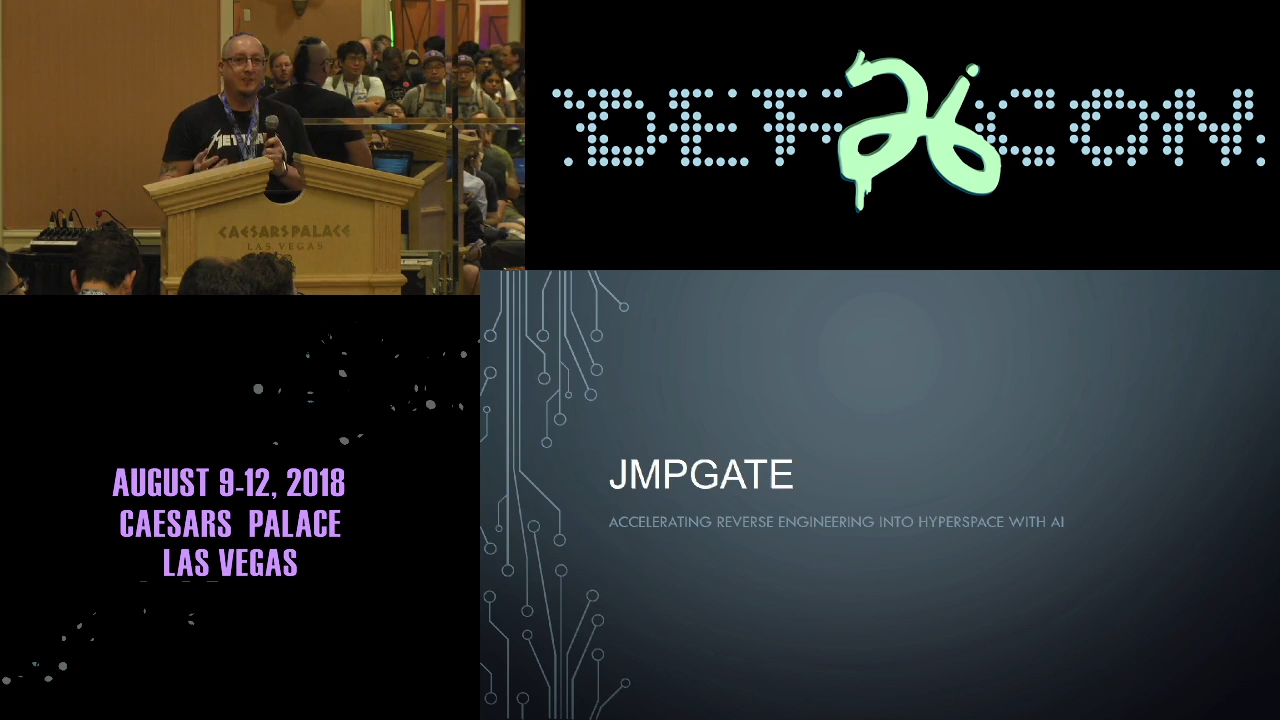 DEF 26 CON
CAESARS PALACE
LAS VEGAS
JMPGATE
ACCELERATING REVERSE ENGINEERING INTO HYPERSPACE WITH AI
AUGUST 9-12, 2018
CAESARS PALACE
LAS VEGAS